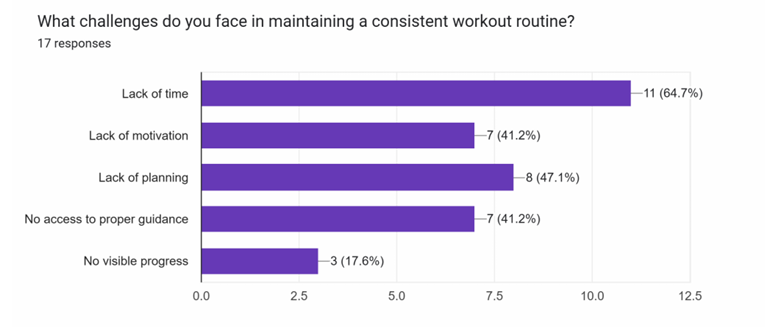 What challenges do you face in maintaining a consistent workout routine?
17 responses
Lack of time 11 (64.7%)
Lack of motivation 7 (41.2%)
Lack of planning 8 (47.1%)
No access to proper guidance 7 (41.2%)
No visible progress 3 (17.6%)
0.0 2.5 5.0 7.5 10.0 12.5